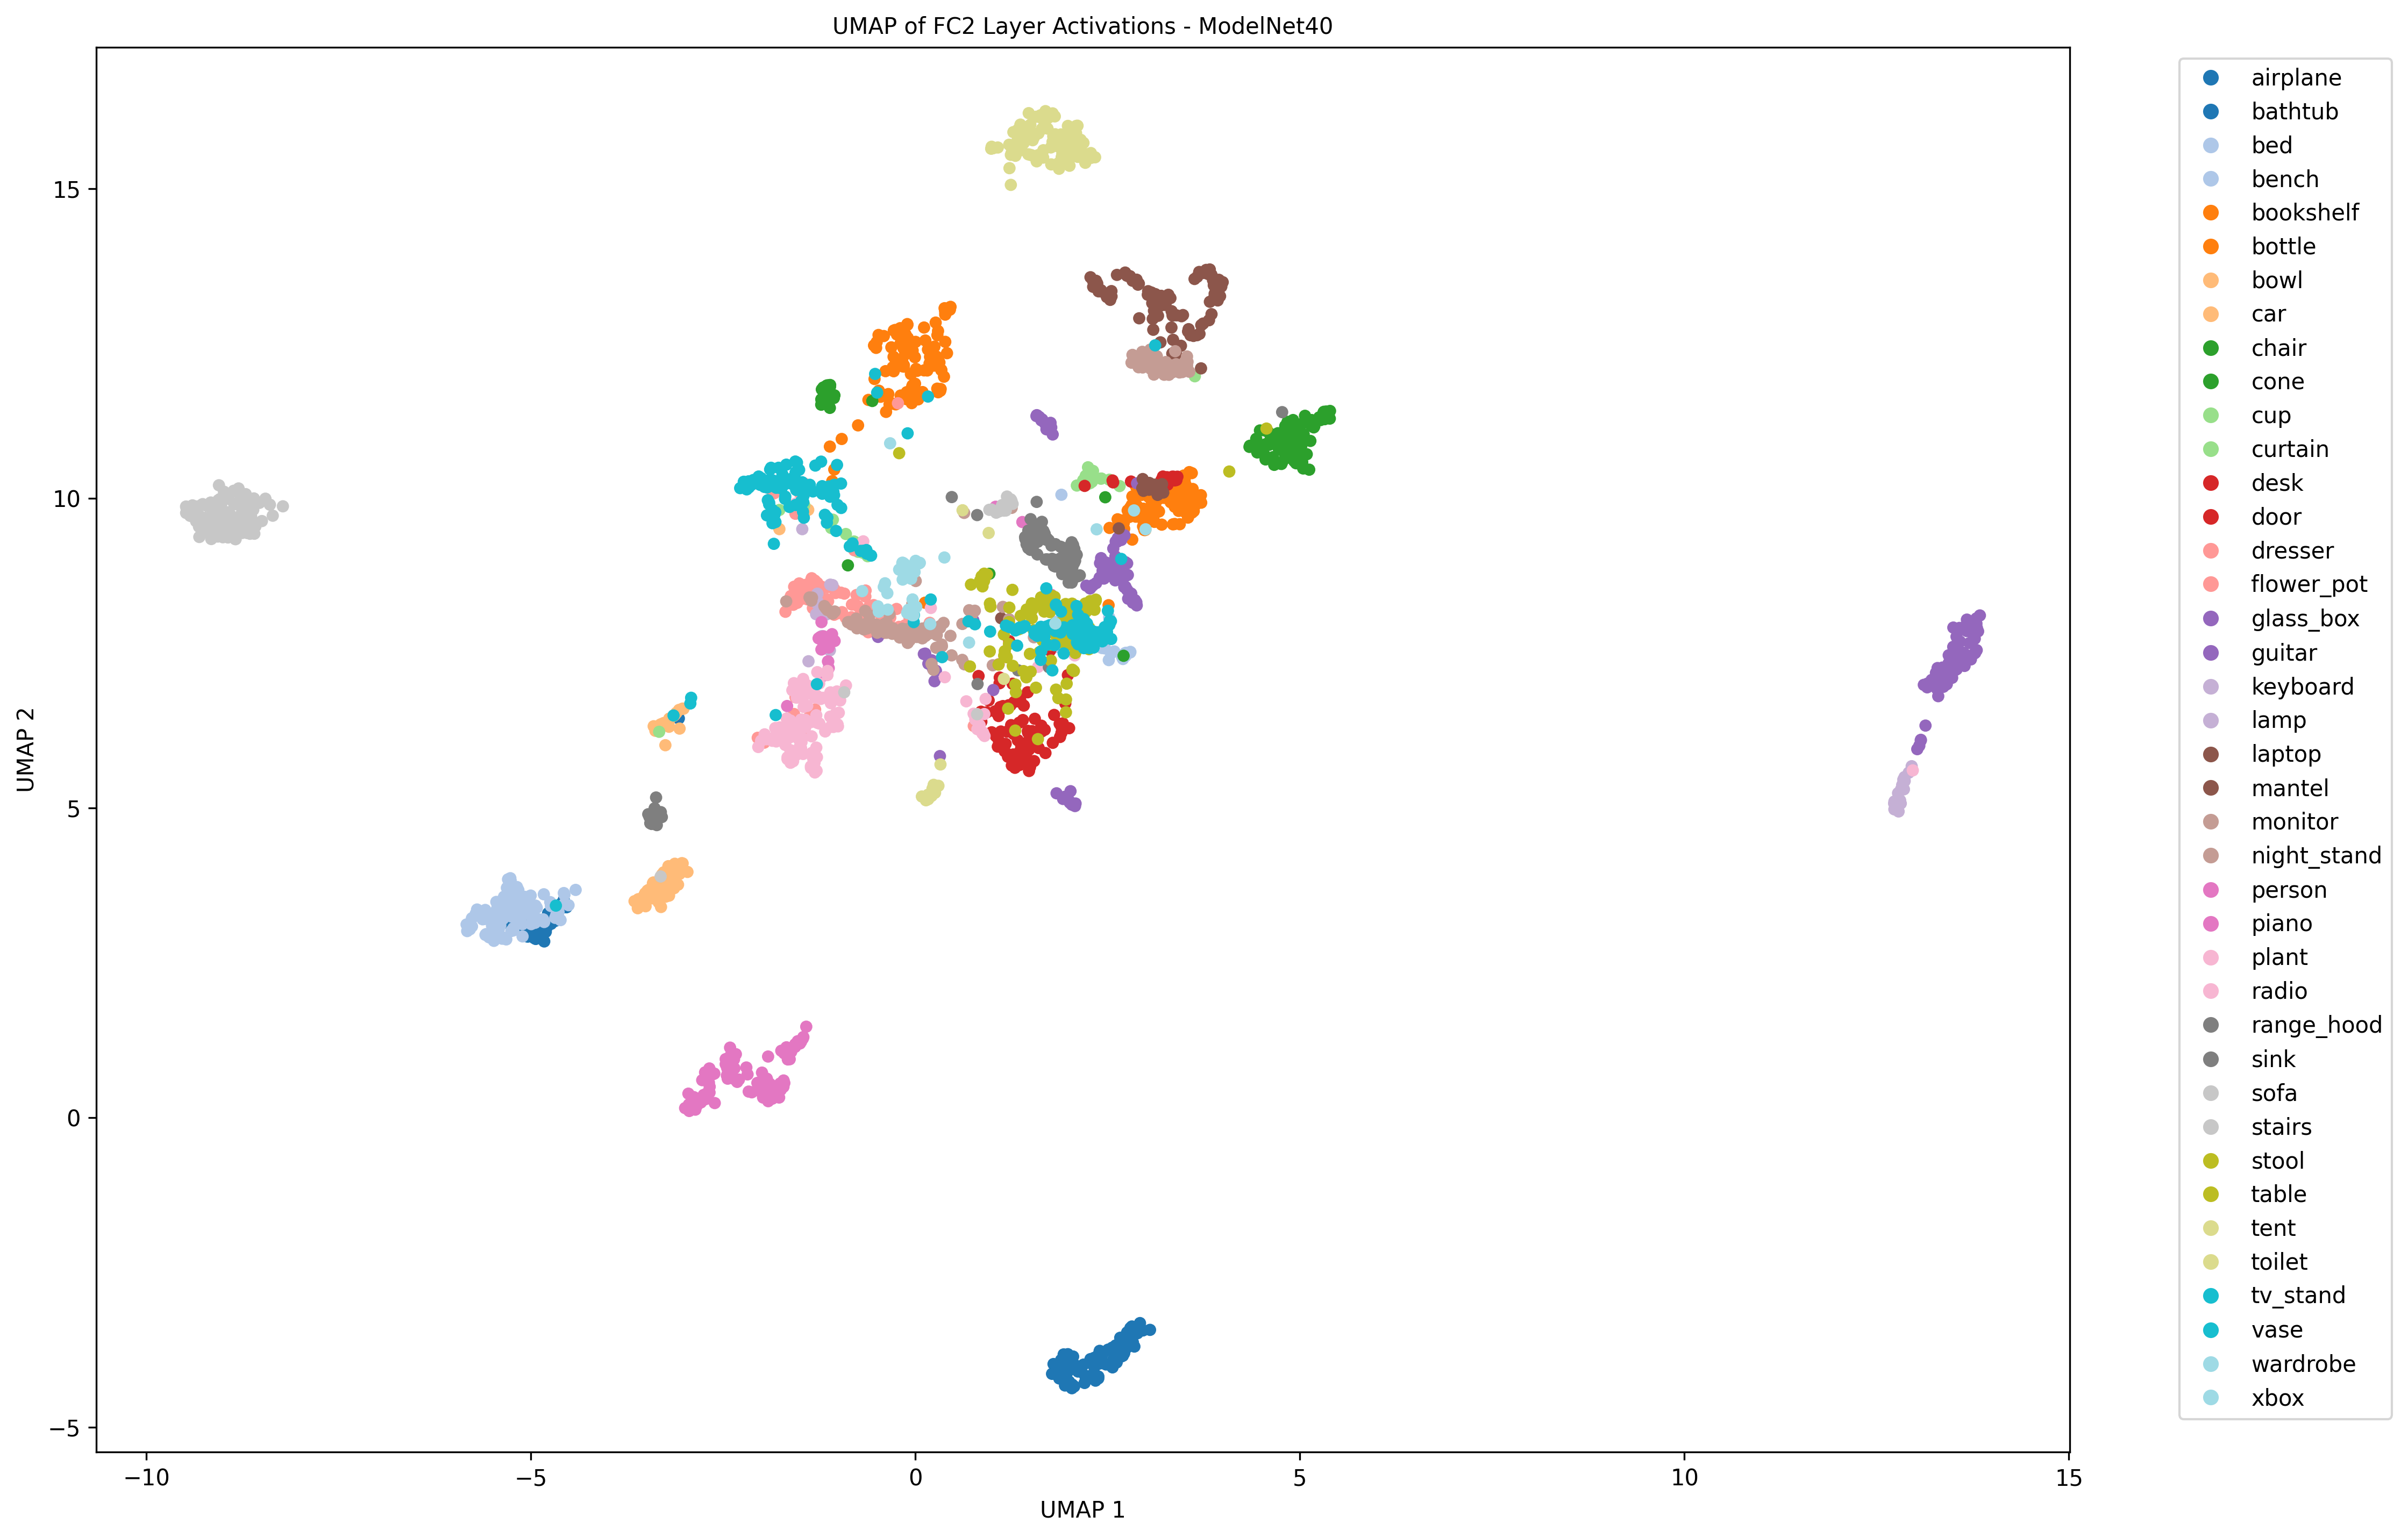 UMAP of FC2 Layer Activations - ModelNet40
15
10
5
0
−5
UMAP 2
−10
−5
0
5
10
15
UMAP 1
airplane
bathtub
bed
bench
bookshelf
bottle
bowl
car
chair
cone
cup
curtain
desk
door
dresser
flower_pot
glass_box
guitar
keyboard
lamp
laptop
mantel
monitor
night_stand
person
piano
plant
radio
range_hood
sink
sofa
stairs
stool
table
tent
toilet
tv_stand
vase
wardrobe
xbox